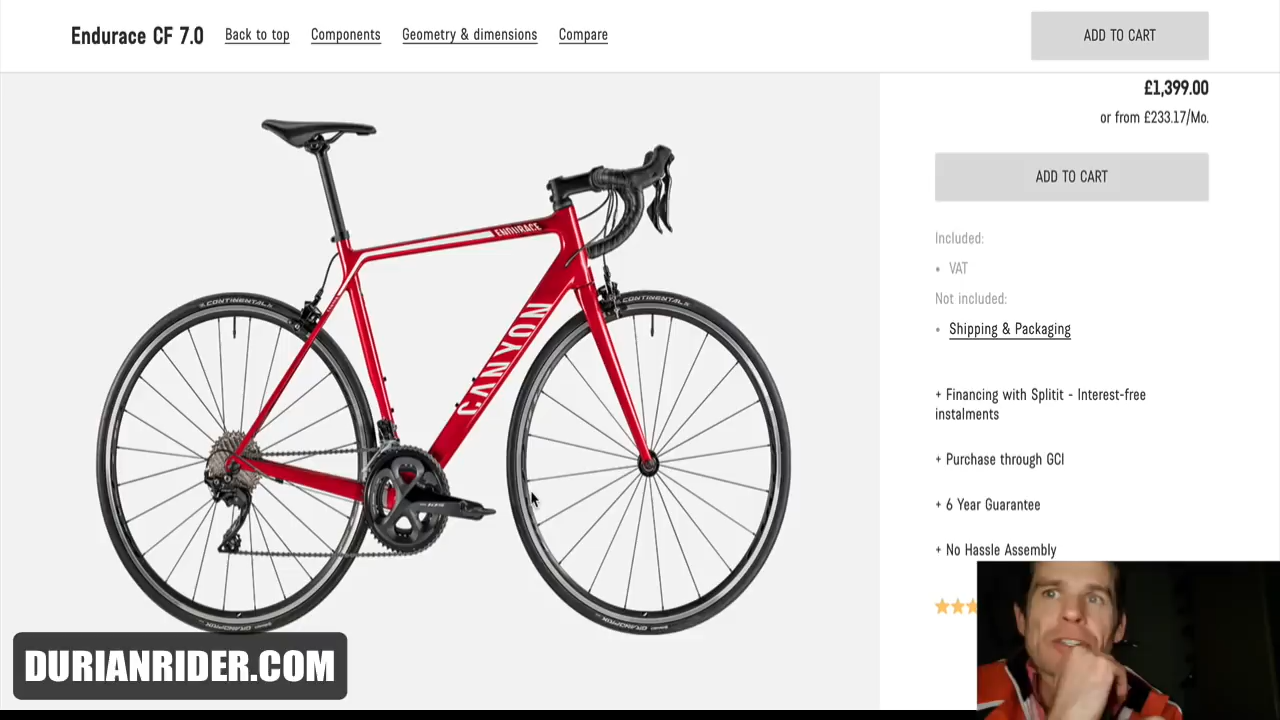 Endurace CF 7.0
Back to top
Components
Geometry & dimensions
Compare
ADD TO CART
£1,399.00
or from £233.17/Mo.
ADD TO CART
Included:
• VAT
Not included:
• Shipping & Packaging
+ Financing with Splitit - Interest-free
instalments
+ Purchase through GCI
+ 6 Year Guarantee
+ No Hassle Assembly
ENDURACE
CANYON
CONTINENTAL
CONTINENTAL
GRANDPRIX
GRANDPRIX
DURIANRIDER.COM